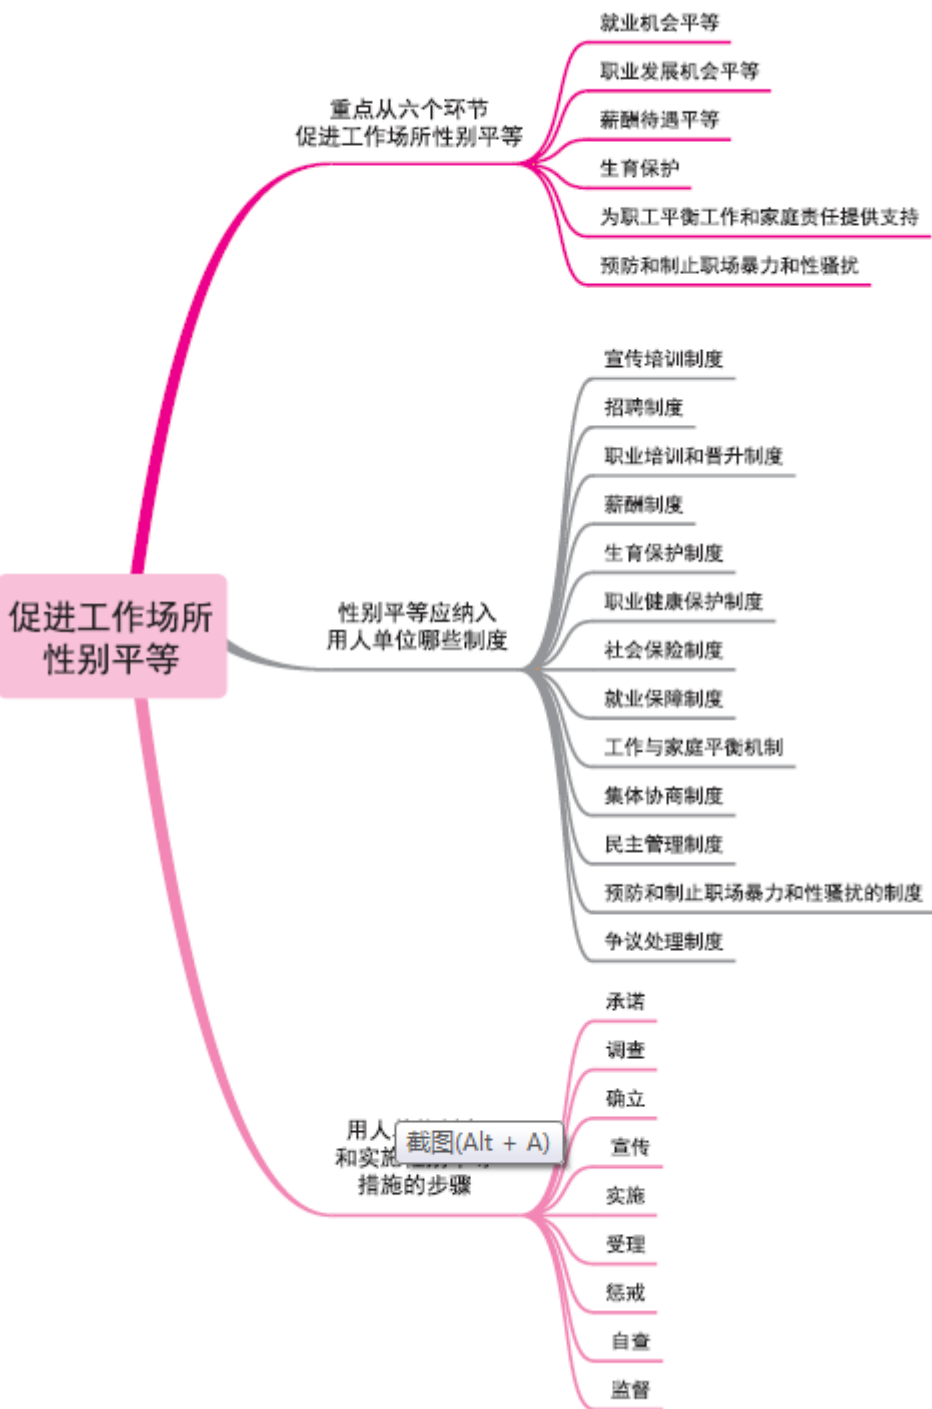 就业机会平等
职业发展机会平等
重点从六个环节
促进工作场所性别平等
薪酬待遇平等
生育保护
为职工平衡工作和家庭责任提供支持
预防和制止职场暴力和性骚扰
宣传培训制度
招聘制度
职业培训和晋升制度
薪酬制度
生育保护制度
职业健康保护制度
促进工作场所
性别平等
性别平等应纳入
用人单位哪些制度
社会保险制度
就业保障制度
工作与家庭平衡机制
集体协商制度
民主管理制度
预防和制止职场暴力和性骚扰的制度
争议处理制度
承诺
调查
确立
用人
截图(Alt + A)
和实施
措施的步骤
宣传
实施
受理
惩戒
自查
监督